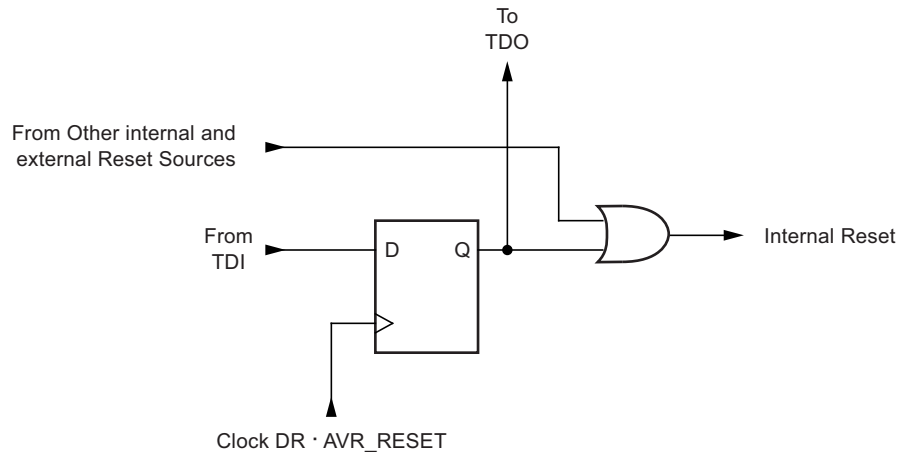 To
TDO
From Other internal and
external Reset Sources
From
TDI
D
Q
Internal Reset
Clock DR · AVR_RESET